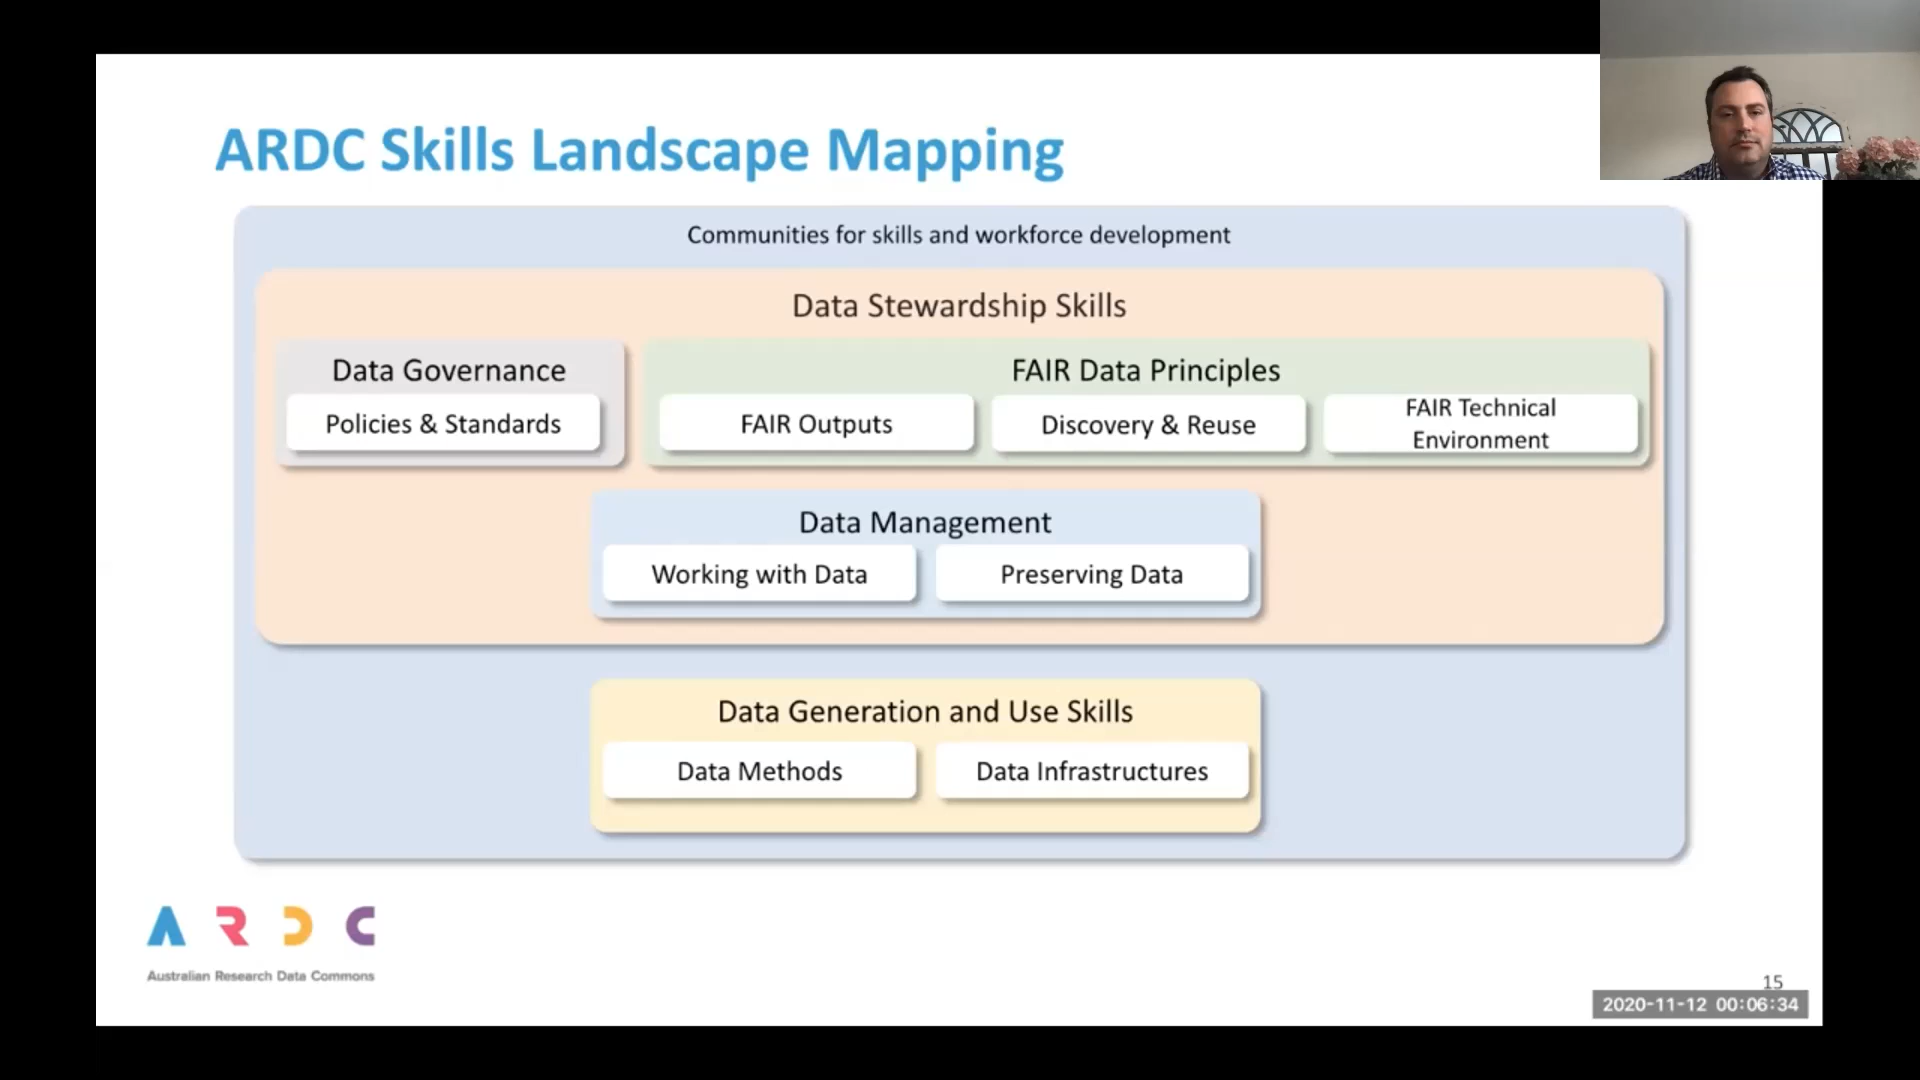 ARDC Skills Landscape Mapping
Communities for skills and workforce development
Data Stewardship Skills
Data Governance
Policies & Standards
FAIR Data Principles
FAIR Outputs
Discovery & Reuse
FAIR Technical
Environment
Data Management
Working with Data
Preserving Data
Data Generation and Use Skills
Data Methods
Data Infrastructures
A R D C
Australian Research Data Commons
15
2020-11-12 00:06:34